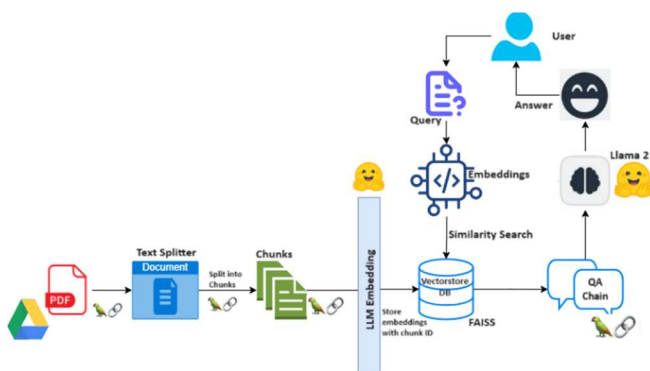 User
Answer
Query
Llama 2
Embeddings
Similarity Search
Text Splitter
Document
Split into
Chunks
Chunks
PDF
LLM Embedding
Store
embeddings
with chunk ID
Vectorstore
DB
FAISS
QA
Chain